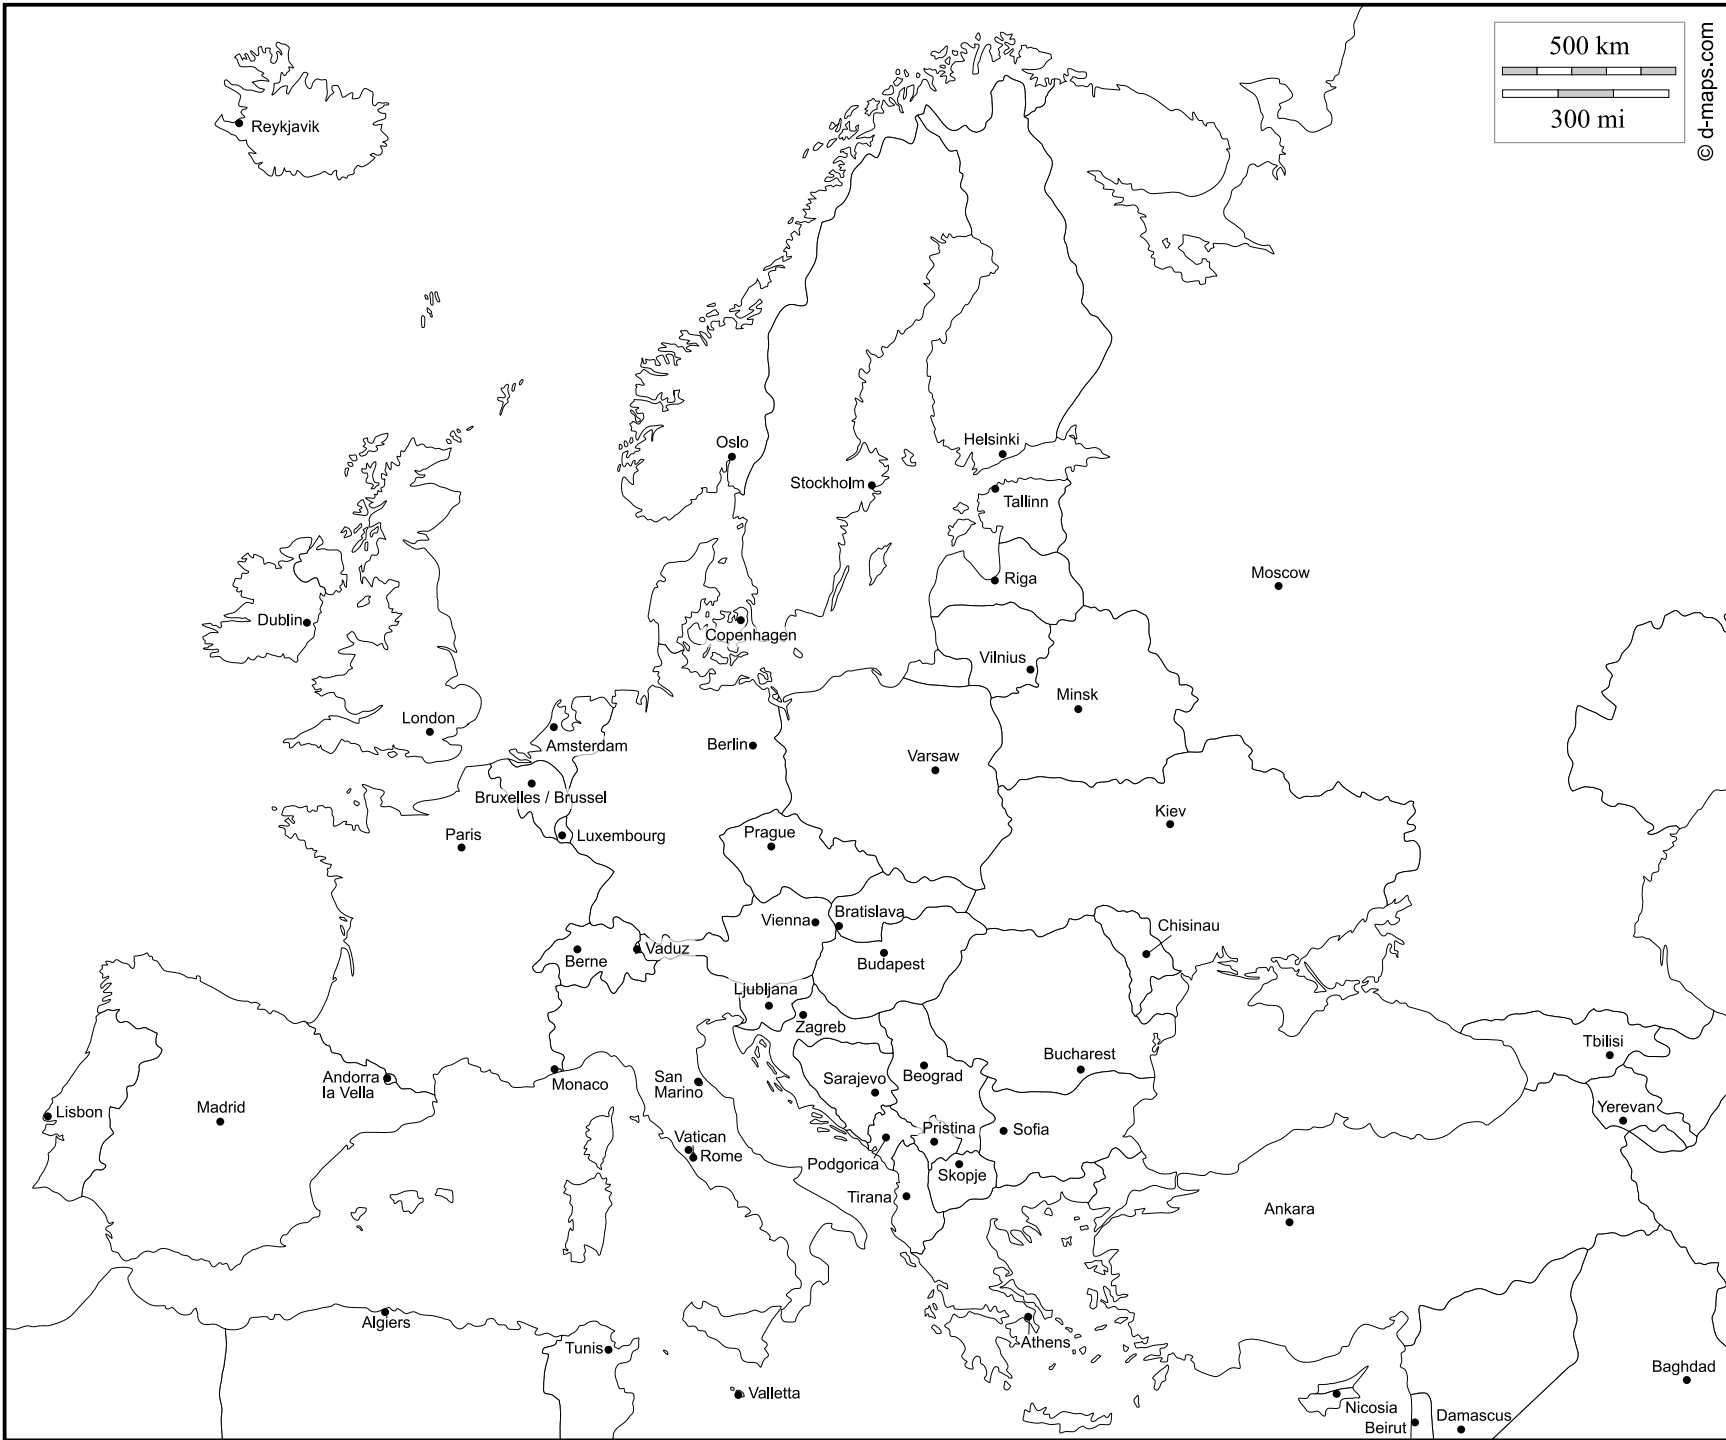 500 km
300 mi
© d-maps.com
Reykjavik
Oslo
Helsinki
Stockholm
Tallinn
Moscow
Riga
Dublin
Copenhagen
Vilnius
Minsk
London
Amsterdam
Berlin
Varsaw
Bruxelles / Brussel
Kiev
Paris
Luxembourg
Prague
Vienna
Bratislava
Chisinau
Berne
Vaduz
Budapest
Ljubljana
Zagreb
Tbilisi
Bucharest
Andorra
la Vella
Monaco
San
Marino
Sarajevo
Beograd
Lisbon
Madrid
Yerevan
Vatican
Rome
Pristina
Sofia
Podgorica
Skopje
Tirana
Ankara
Algiers
Tunis
Athens
Baghdad
Valletta
Nicosia
Beirut
Damascus